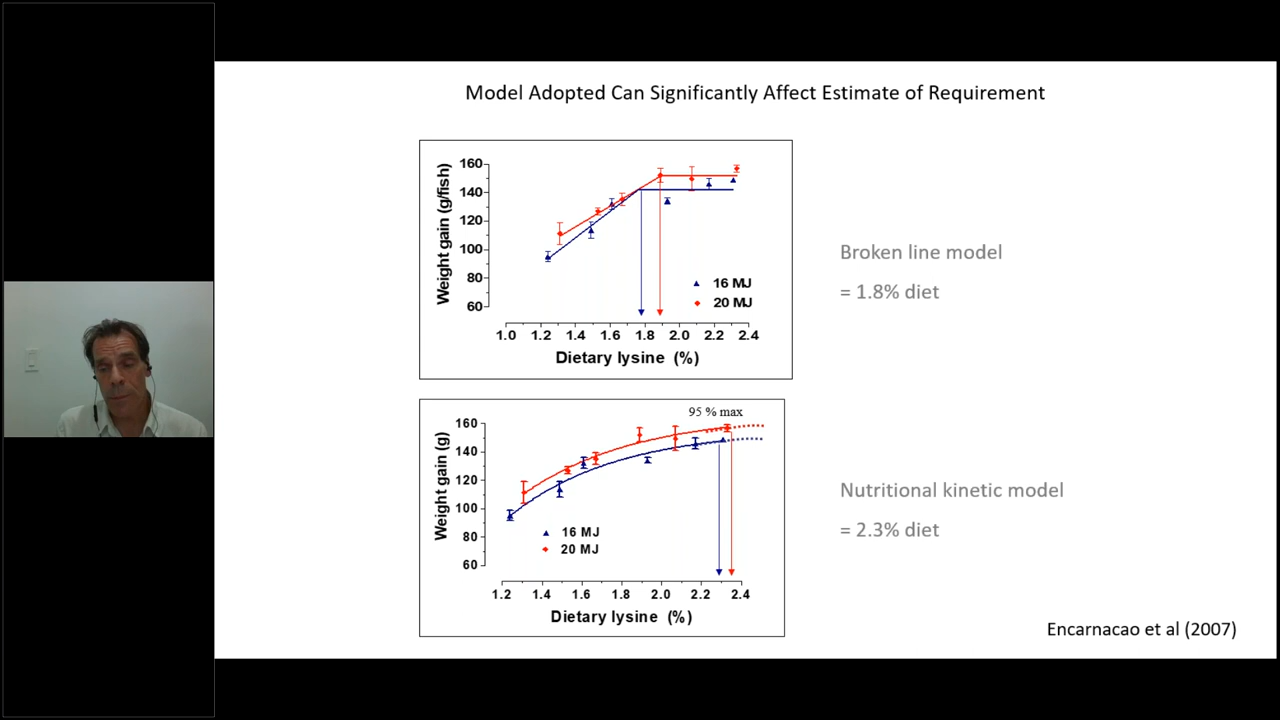 Model Adopted Can Significantly Affect Estimate of Requirement
160
140
120
100
80
60
Weight gain (g/fish)
16 MJ
20 MJ
1.0 1.2 1.4 1.6 1.8 2.0 2.2 2.4
Dietary lysine (%)
Broken line model
= 1.8% diet
95 % max
160
140
120
100
80
60
Weight gain (g)
16 MJ
20 MJ
1.2 1.4 1.6 1.8 2.0 2.2 2.4
Dietary lysine (%)
Nutritional kinetic model
= 2.3% diet
Encarnacao et al (2007)